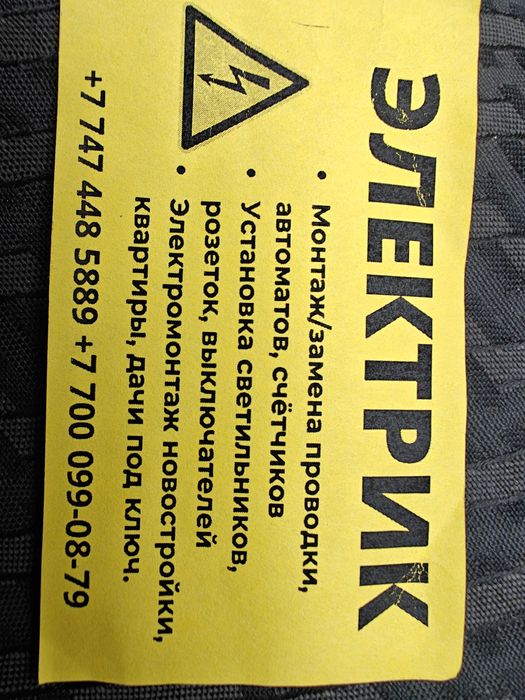 ЭЛЕКТРИК
• Монтаж/замена проводки,
автоматов, счётчиков
• Установка светильников,
розеток, выключателей
• Электромонтаж новостройки,
квартиры, дачи под ключ.
+7 747 448 5889 +7 700 099-08-79